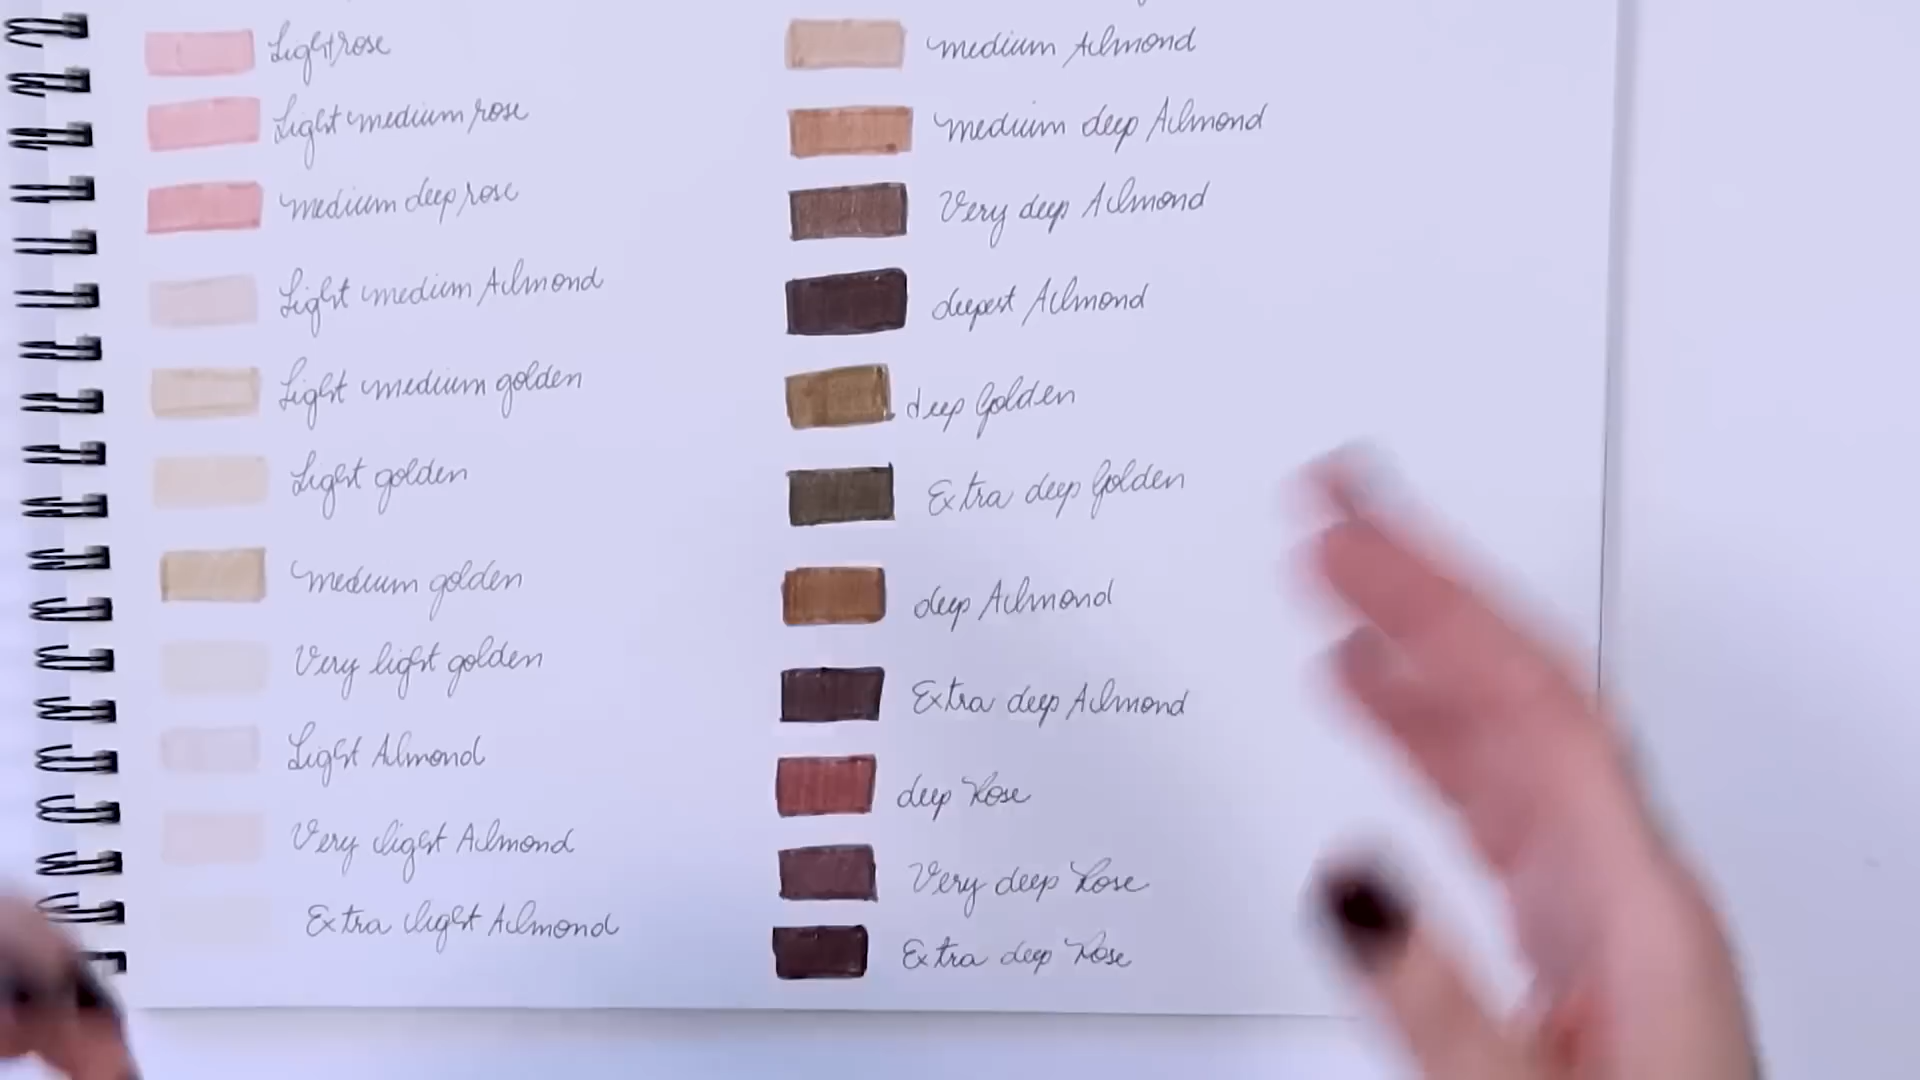 Light rose
Light medium rose
medium deep rose
Light medium Almond
Light medium golden
Light golden
medium golden
Very light golden
Light Almond
Very light Almond
Extra light Almond
medium Almond
medium deep Almond
Very deep Almond
deepest Almond
deep Golden
Extra deep Golden
deep Almond
Extra deep Almond
deep Rose
Very deep Rose
Extra deep Rose